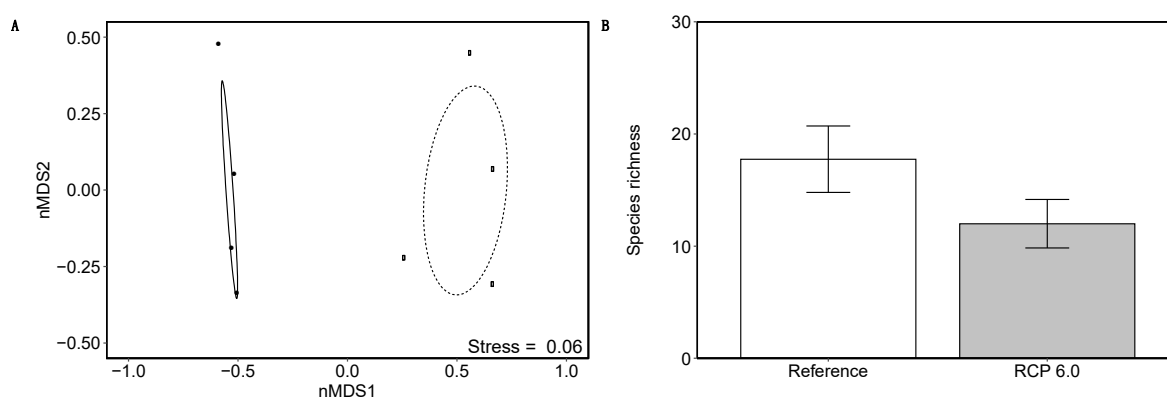 A
0.50
0.25
0.00
−0.25
−0.50
nMDS2
−1.0 −0.5 0.0 0.5 1.0
nMDS1
Stress = 0.06
B
30
20
10
0
Species richness
Reference RCP 6.0